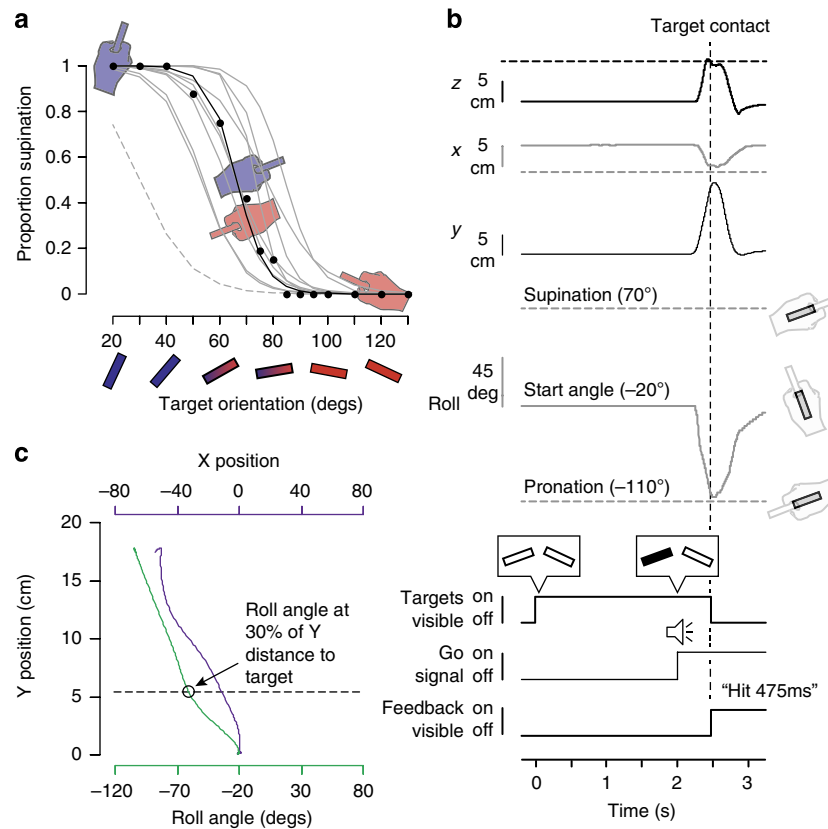 a
Proportion supination
1
0.8
0.6
0.4
0.2
0
20 40 60 80 100 120
Target orientation (degs)
b
Target contact
z 5
cm
x 5
cm
y 5
cm
Supination (70°)
45
deg
Roll
Start angle (–20°)
Pronation (–110°)
Targets on
visible off
Go on
signal off
Feedback on
visible off
"Hit 475ms"
0 1 2 3
Time (s)
c
X position
–80 –40 0 40 80
Y position (cm)
20
15
10
5
0
Roll angle at
30% of Y
distance to
target
–120 –70 –20 30 80
Roll angle (degs)